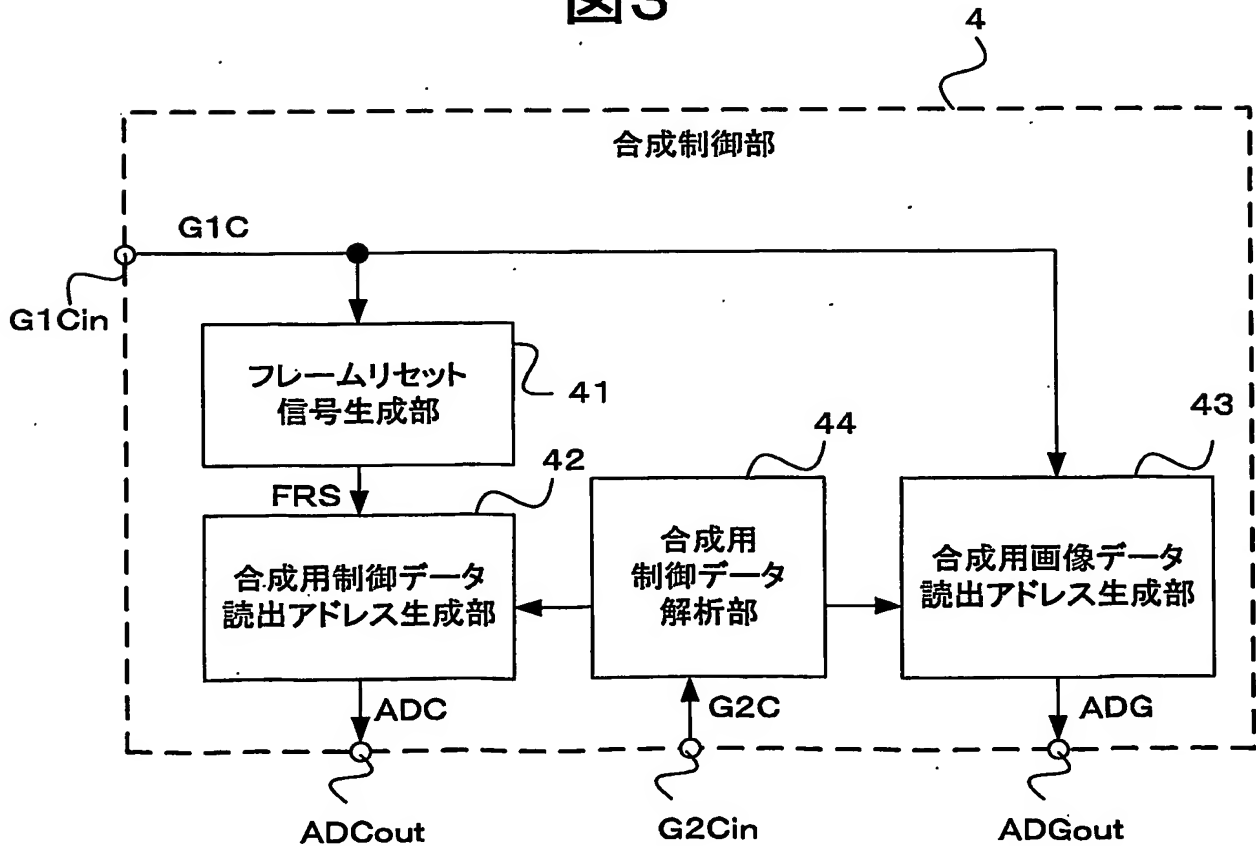 図3
4
合成制御部
G1C
G1Cin
フレームリセット
信号生成部
41
FRS
42
合成用制御データ
読出アドレス生成部
44
合成用
制御データ
解析部
43
合成用画像データ
読出アドレス生成部
ADC
G2C
ADG
ADCout
G2Cin
ADGout